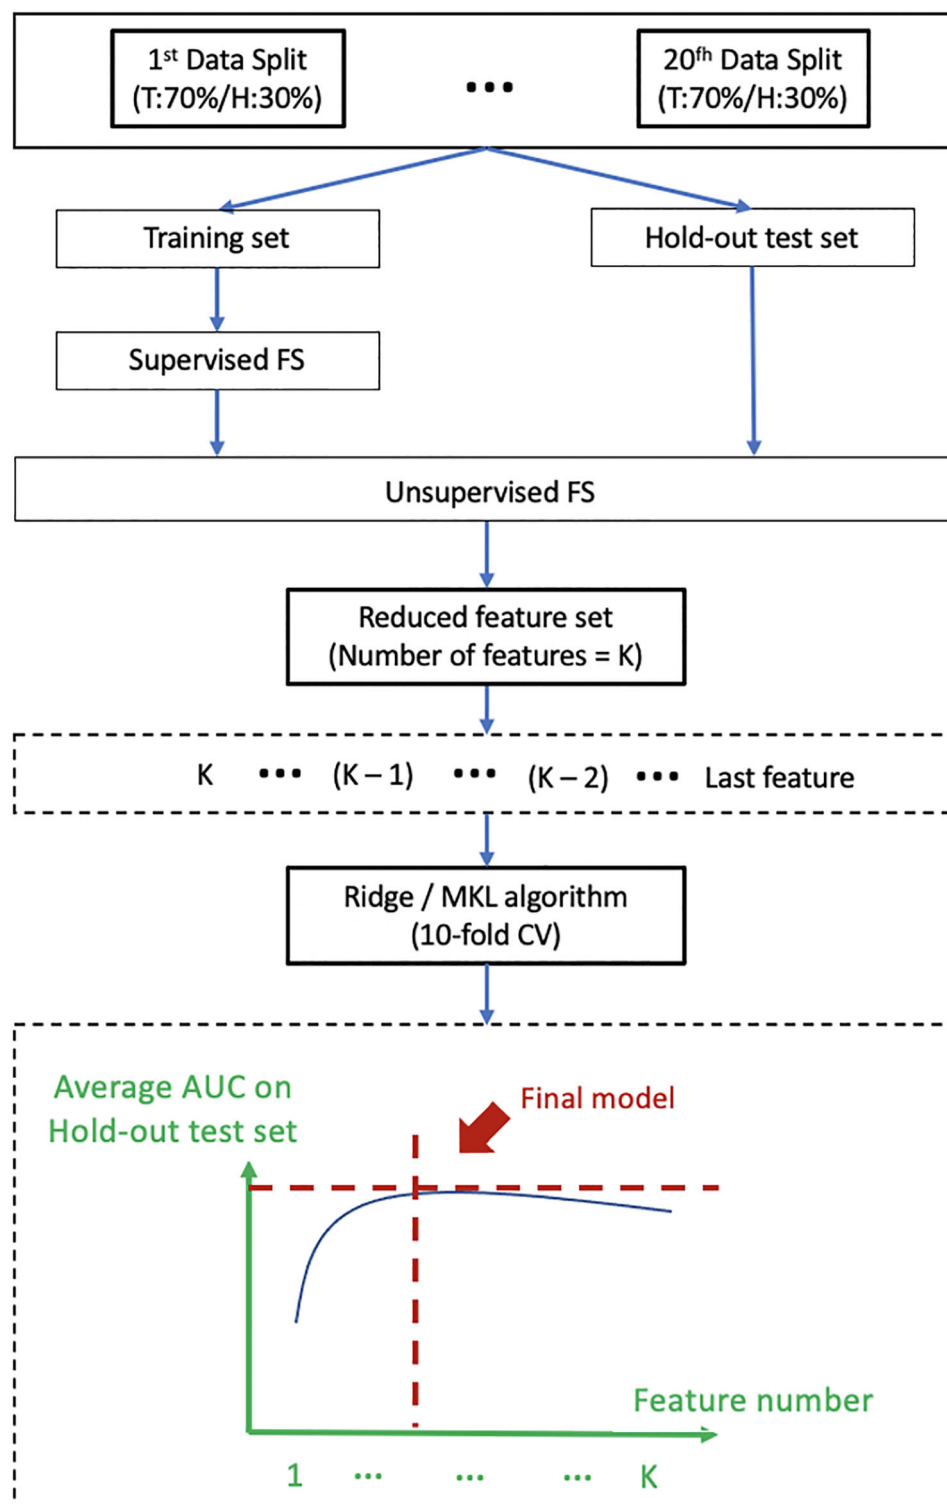 1st Data Split
(T:70%/H:30%)
...
20fh Data Split
(T:70%/H:30%)
Training set
Hold-out test set
Supervised FS
Unsupervised FS
Reduced feature set
(Number of features = K)
K ... (K – 1) ... (K – 2) ... Last feature
Ridge / MKL algorithm
(10-fold CV)
Average AUC on
Hold-out test set
Final model
Feature number
1 ... ... ... K